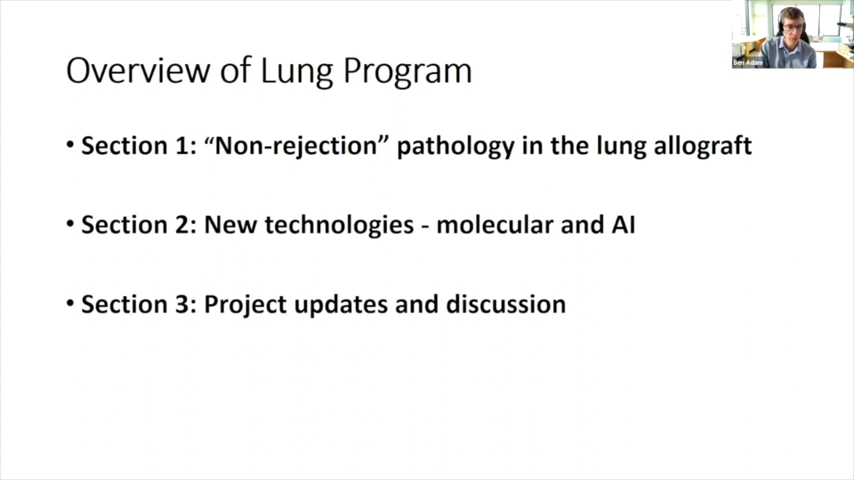 Overview of Lung Program
• Section 1: “Non-rejection” pathology in the lung allograft
• Section 2: New technologies - molecular and AI
• Section 3: Project updates and discussion
Ben Adam